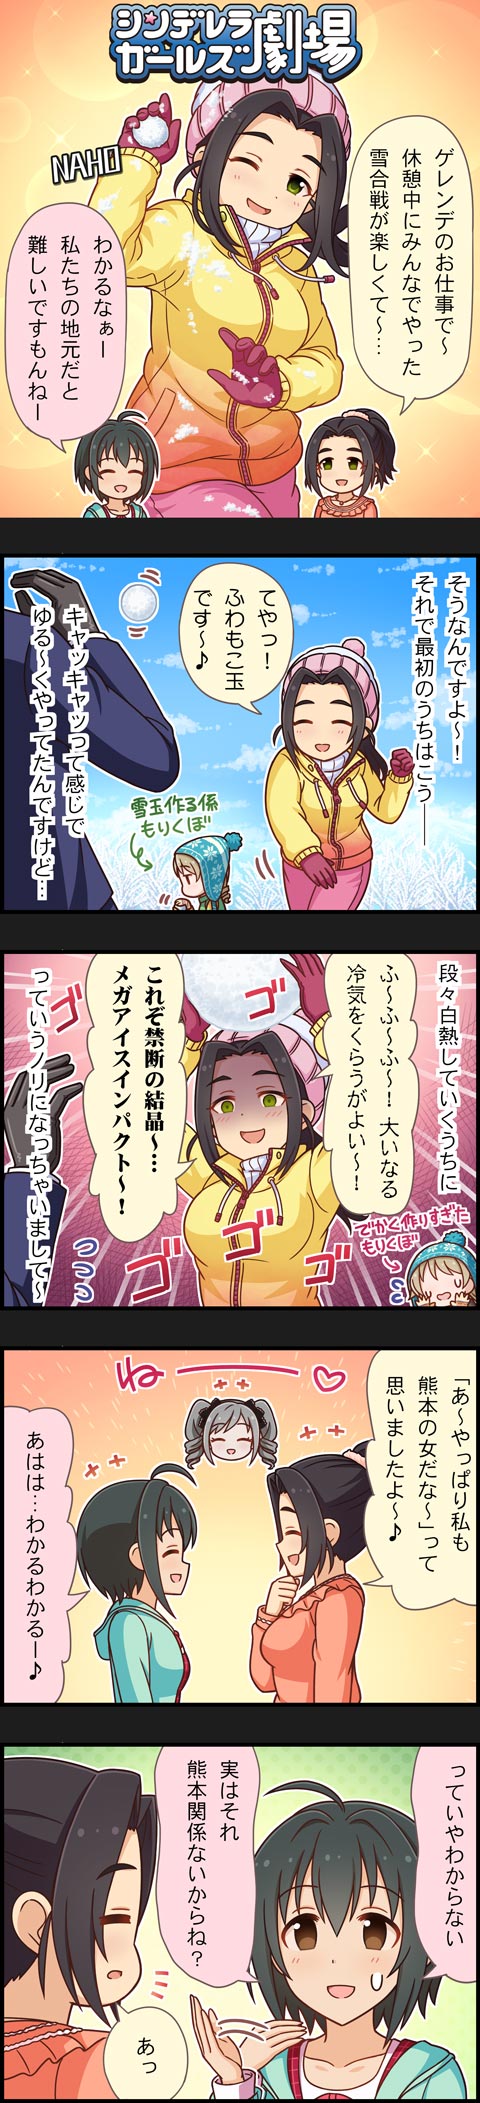 シンデレラ
ガールズ劇場
NAHO
ゲレンデのお仕事で～
休憩中にみんなでやった
雪合戦が楽しくて～…
わかるなぁー
私たちの地元だと
難しいですもんねー
そうなんですよ～！
それで最初のうちはこう――
てやっ！
ふわもこ玉
です～♪
雪玉作る係
もりくぼ
キャッキャッって感じで
ゆる～くやってたんですけど…
段々白熱していくうちに
ふ～ふ～ふ～！大いなる
冷気をくらうがよい～！
これぞ禁断の結晶～…
メガアイスインパクト～！
ゴ
ゴ
ゴ
ゴ
でかく作りすぎた
もりくぼ
っていうノリになっちゃいまして～
「あ～やっぱり私も
熊本の女だな～」って
思いましたよ～♪
ね――♡
あはは…わかるわかるー♪
っていやわからない
実はそれ
熊本関係ないからね？
あっ